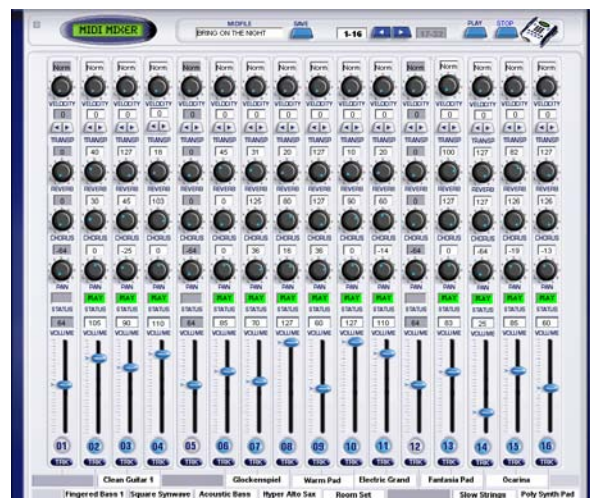 MIDI MIXER MIDIFILE SAVE PLAY STOP
BRING ON THE NIGHT 1-16 17-32
Norm Norm Norm Norm Norm Norm Norm Norm Norm Norm Norm Norm Norm Norm Norm Norm
VELOCITY VELOCITY VELOCITY VELOCITY VELOCITY VELOCITY VELOCITY VELOCITY VELOCITY VELOCITY VELOCITY VELOCITY VELOCITY VELOCITY VELOCITY VELOCITY
0 0 0 0 0 0 0 0 0 0 0 0 0 0 0 0
TRANSP TRANSP TRANSP TRANSP TRANSP TRANSP TRANSP TRANSP TRANSP TRANSP TRANSP TRANSP TRANSP TRANSP TRANSP TRANSP
0 40 127 18 0 45 31 20 127 10 20 0 100 127 82 127
REVERB REVERB REVERB REVERB REVERB REVERB REVERB REVERB REVERB REVERB REVERB REVERB REVERB REVERB REVERB REVERB
0 30 45 103 0 0 125 80 127 90 60 0 127 127 126 126
CHORUS CHORUS CHORUS CHORUS CHORUS CHORUS CHORUS CHORUS CHORUS CHORUS CHORUS CHORUS CHORUS CHORUS CHORUS CHORUS
-64 0 -25 0 -64 0 36 16 36 0 -14 -64 0 -64 -19 -13
PAN PAN PAN PAN PAN PAN PAN PAN PAN PAN PAN PAN PAN PAN PAN PAN
PLAY PLAY PLAY PLAY PLAY PLAY PLAY PLAY PLAY PLAY PLAY PLAY PLAY
STATUS STATUS STATUS STATUS STATUS STATUS STATUS STATUS STATUS STATUS STATUS STATUS STATUS STATUS STATUS STATUS
64 105 90 110 64 85 70 127 60 127 110 64 83 25 85 60
VOLUME VOLUME VOLUME VOLUME VOLUME VOLUME VOLUME VOLUME VOLUME VOLUME VOLUME VOLUME VOLUME VOLUME VOLUME VOLUME
01 02 03 04 05 06 07 08 09 10 11 12 13 14 15 16
TRK TRK TRK TRK TRK TRK TRK TRK TRK TRK TRK TRK TRK TRK TRK TRK
Clean Guitar 1 Glockenspiel Warm Pad Electric Grand Fantasia Pad Ocarina
Fingered Bass 1 Square Synwave Acoustic Bass Hyper Alto Sax Room Set Slow Strings Poly Synth Pad